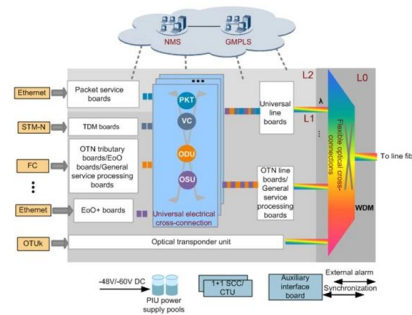 NMS
GMPLS
L2
L0
Ethernet
Packet service
boards
PKT
Universal
line
boards
λ
L1
STM-N
TDM boards
VC
FC
OTN tributary
boards/EoO
boards/General
service processing
boards
ODU
OTN line
boards/
General
service
processing
boards
Flexible optical cross-
connections
To line fib
OSU
Ethernet
EoO+ boards
Universal electrical
cross-connection
WDM
OTUk
Optical transponder unit
-48V/-60V DC
PIU power
supply pools
1+1 SCC/
CTU
Auxiliary
interface
board
External alarm
Synchronization